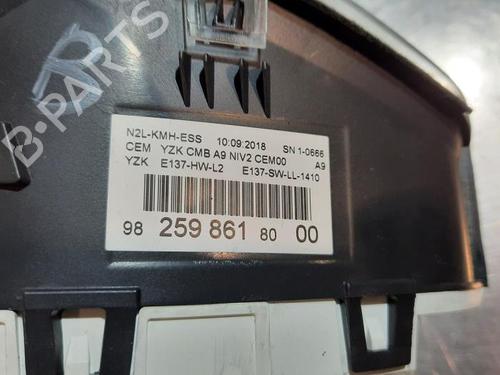 N2L-KMH-ESS 10:09:2018 SN 1-0666
CEM YZK CMB A9 NIV2 CEM00 A9
YZK E137-HW-L2 E137-SW-LL-1410
98 259 861 80 00